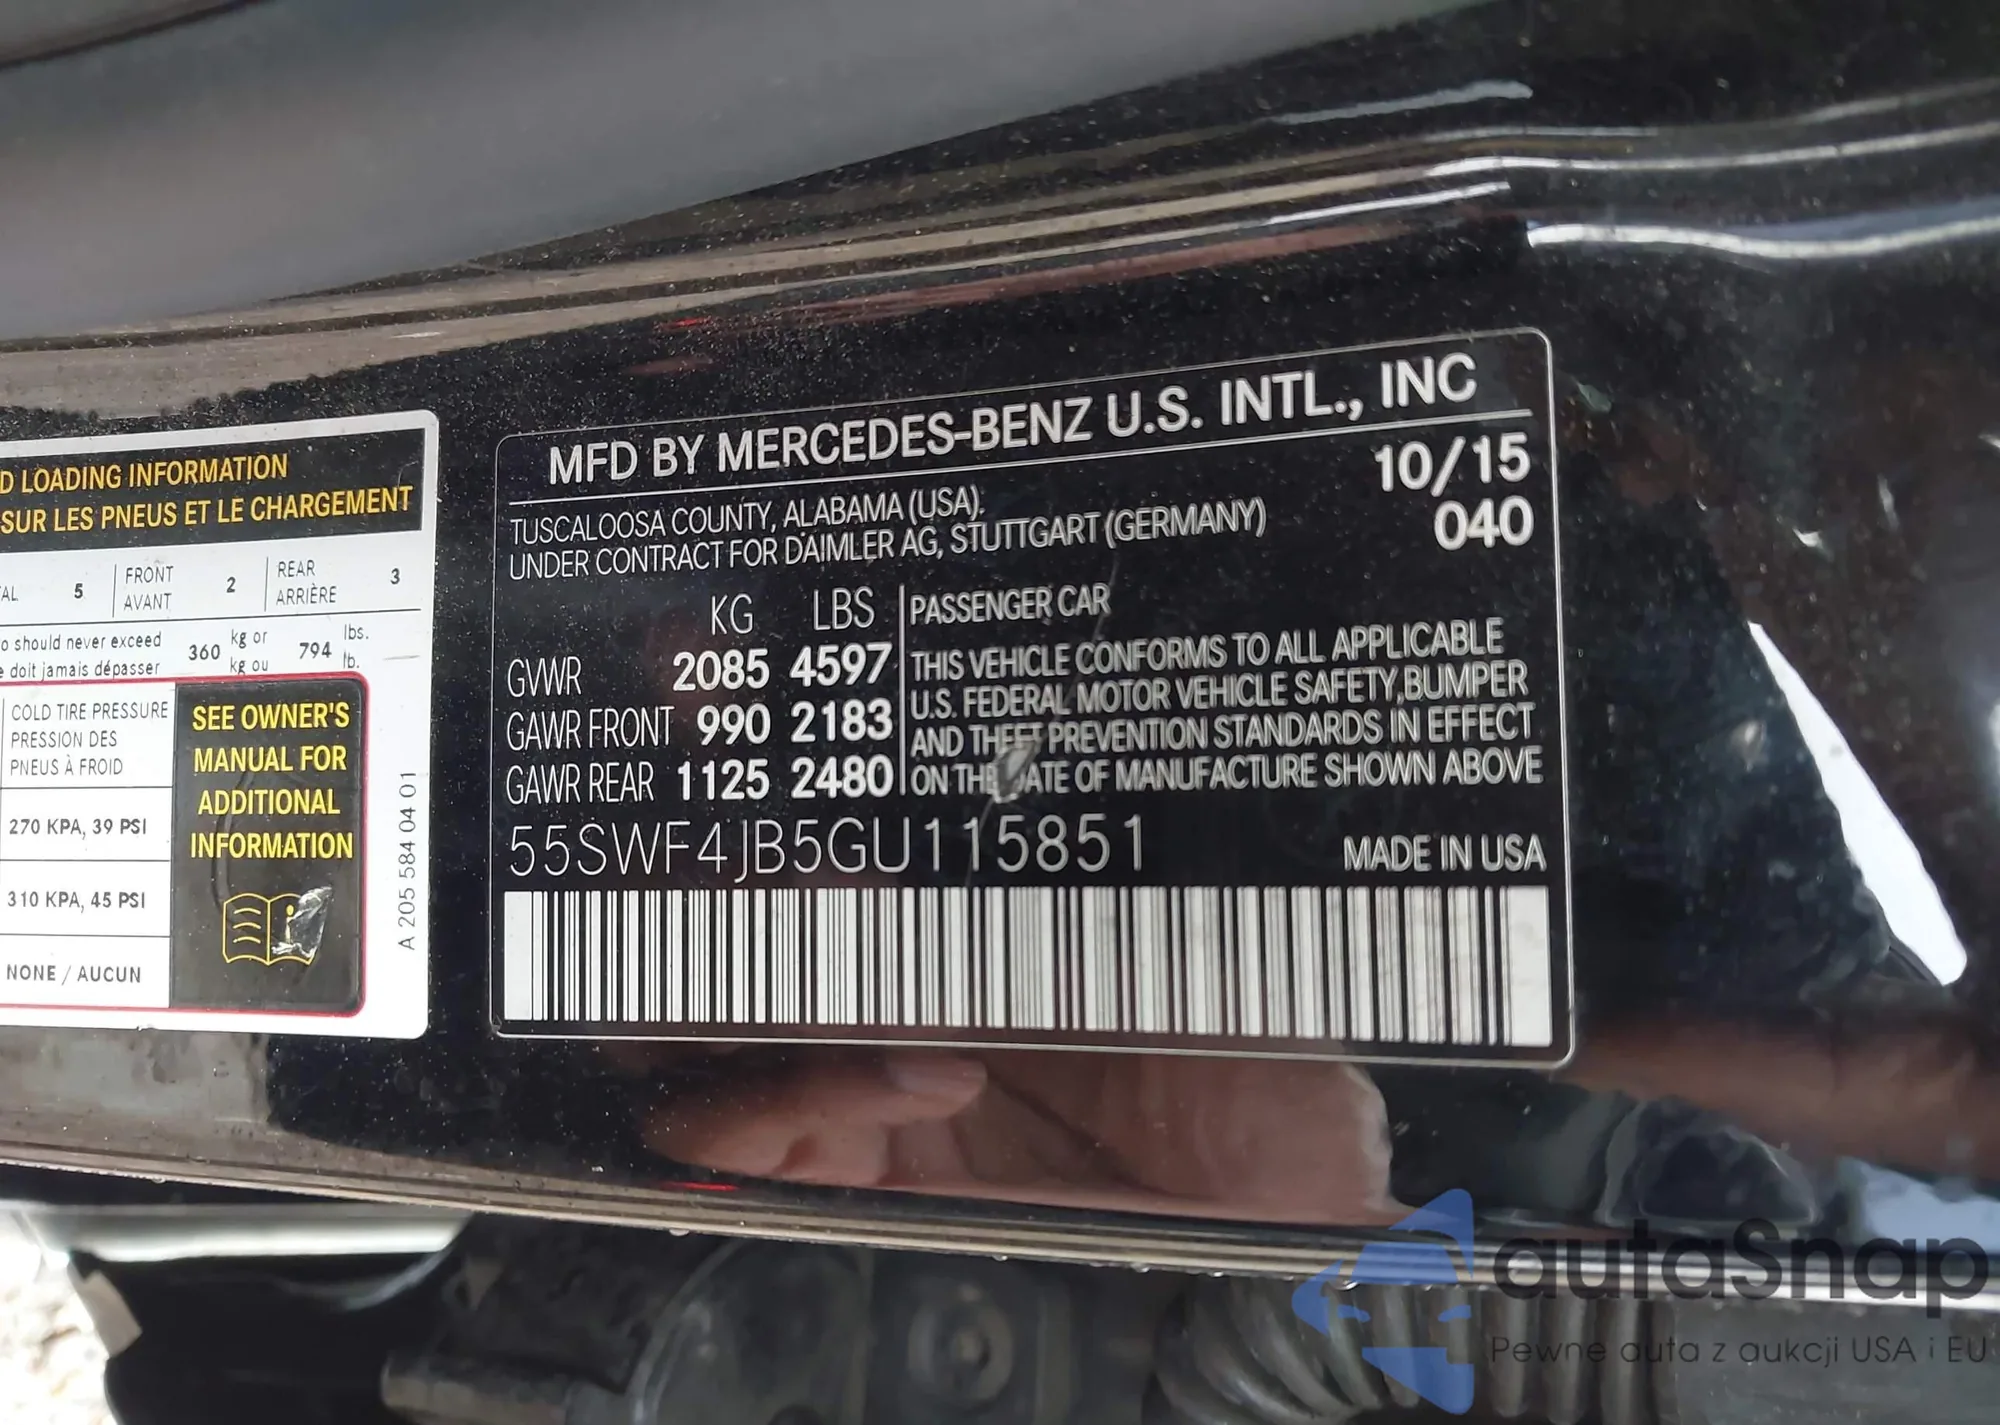 D LOADING INFORMATION
SUR LES PNEUS ET LE CHARGEMENT
AL 5 FRONT AVANT 2 REAR ARRIÈRE 3
o should never exceed 360 kg or 794 lbs.
e doit jamais dépasser kg ou lb.
COLD TIRE PRESSURE
PRESSION DES
PNEUS À FROID
270 KPA, 39 PSI
310 KPA, 45 PSI
NONE / AUCUN
SEE OWNER'S
MANUAL FOR
ADDITIONAL
INFORMATION
A 205 584 04 01
MFD BY MERCEDES-BENZ U.S. INTL., INC
TUSCALOOSA COUNTY, ALABAMA (USA). 10/15
UNDER CONTRACT FOR DAIMLER AG, STUTTGART (GERMANY) 040
KG LBS
GVWR 2085 4597
GAWR FRONT 990 2183
GAWR REAR 1125 2480
PASSENGER CAR
THIS VEHICLE CONFORMS TO ALL APPLICABLE
U.S. FEDERAL MOTOR VEHICLE SAFETY,BUMPER
AND THEFT PREVENTION STANDARDS IN EFFECT
ON THE DATE OF MANUFACTURE SHOWN ABOVE
55SWF4JB5GU115851 MADE IN USA
autaSnap
Pewne auta z aukcji USA i EU